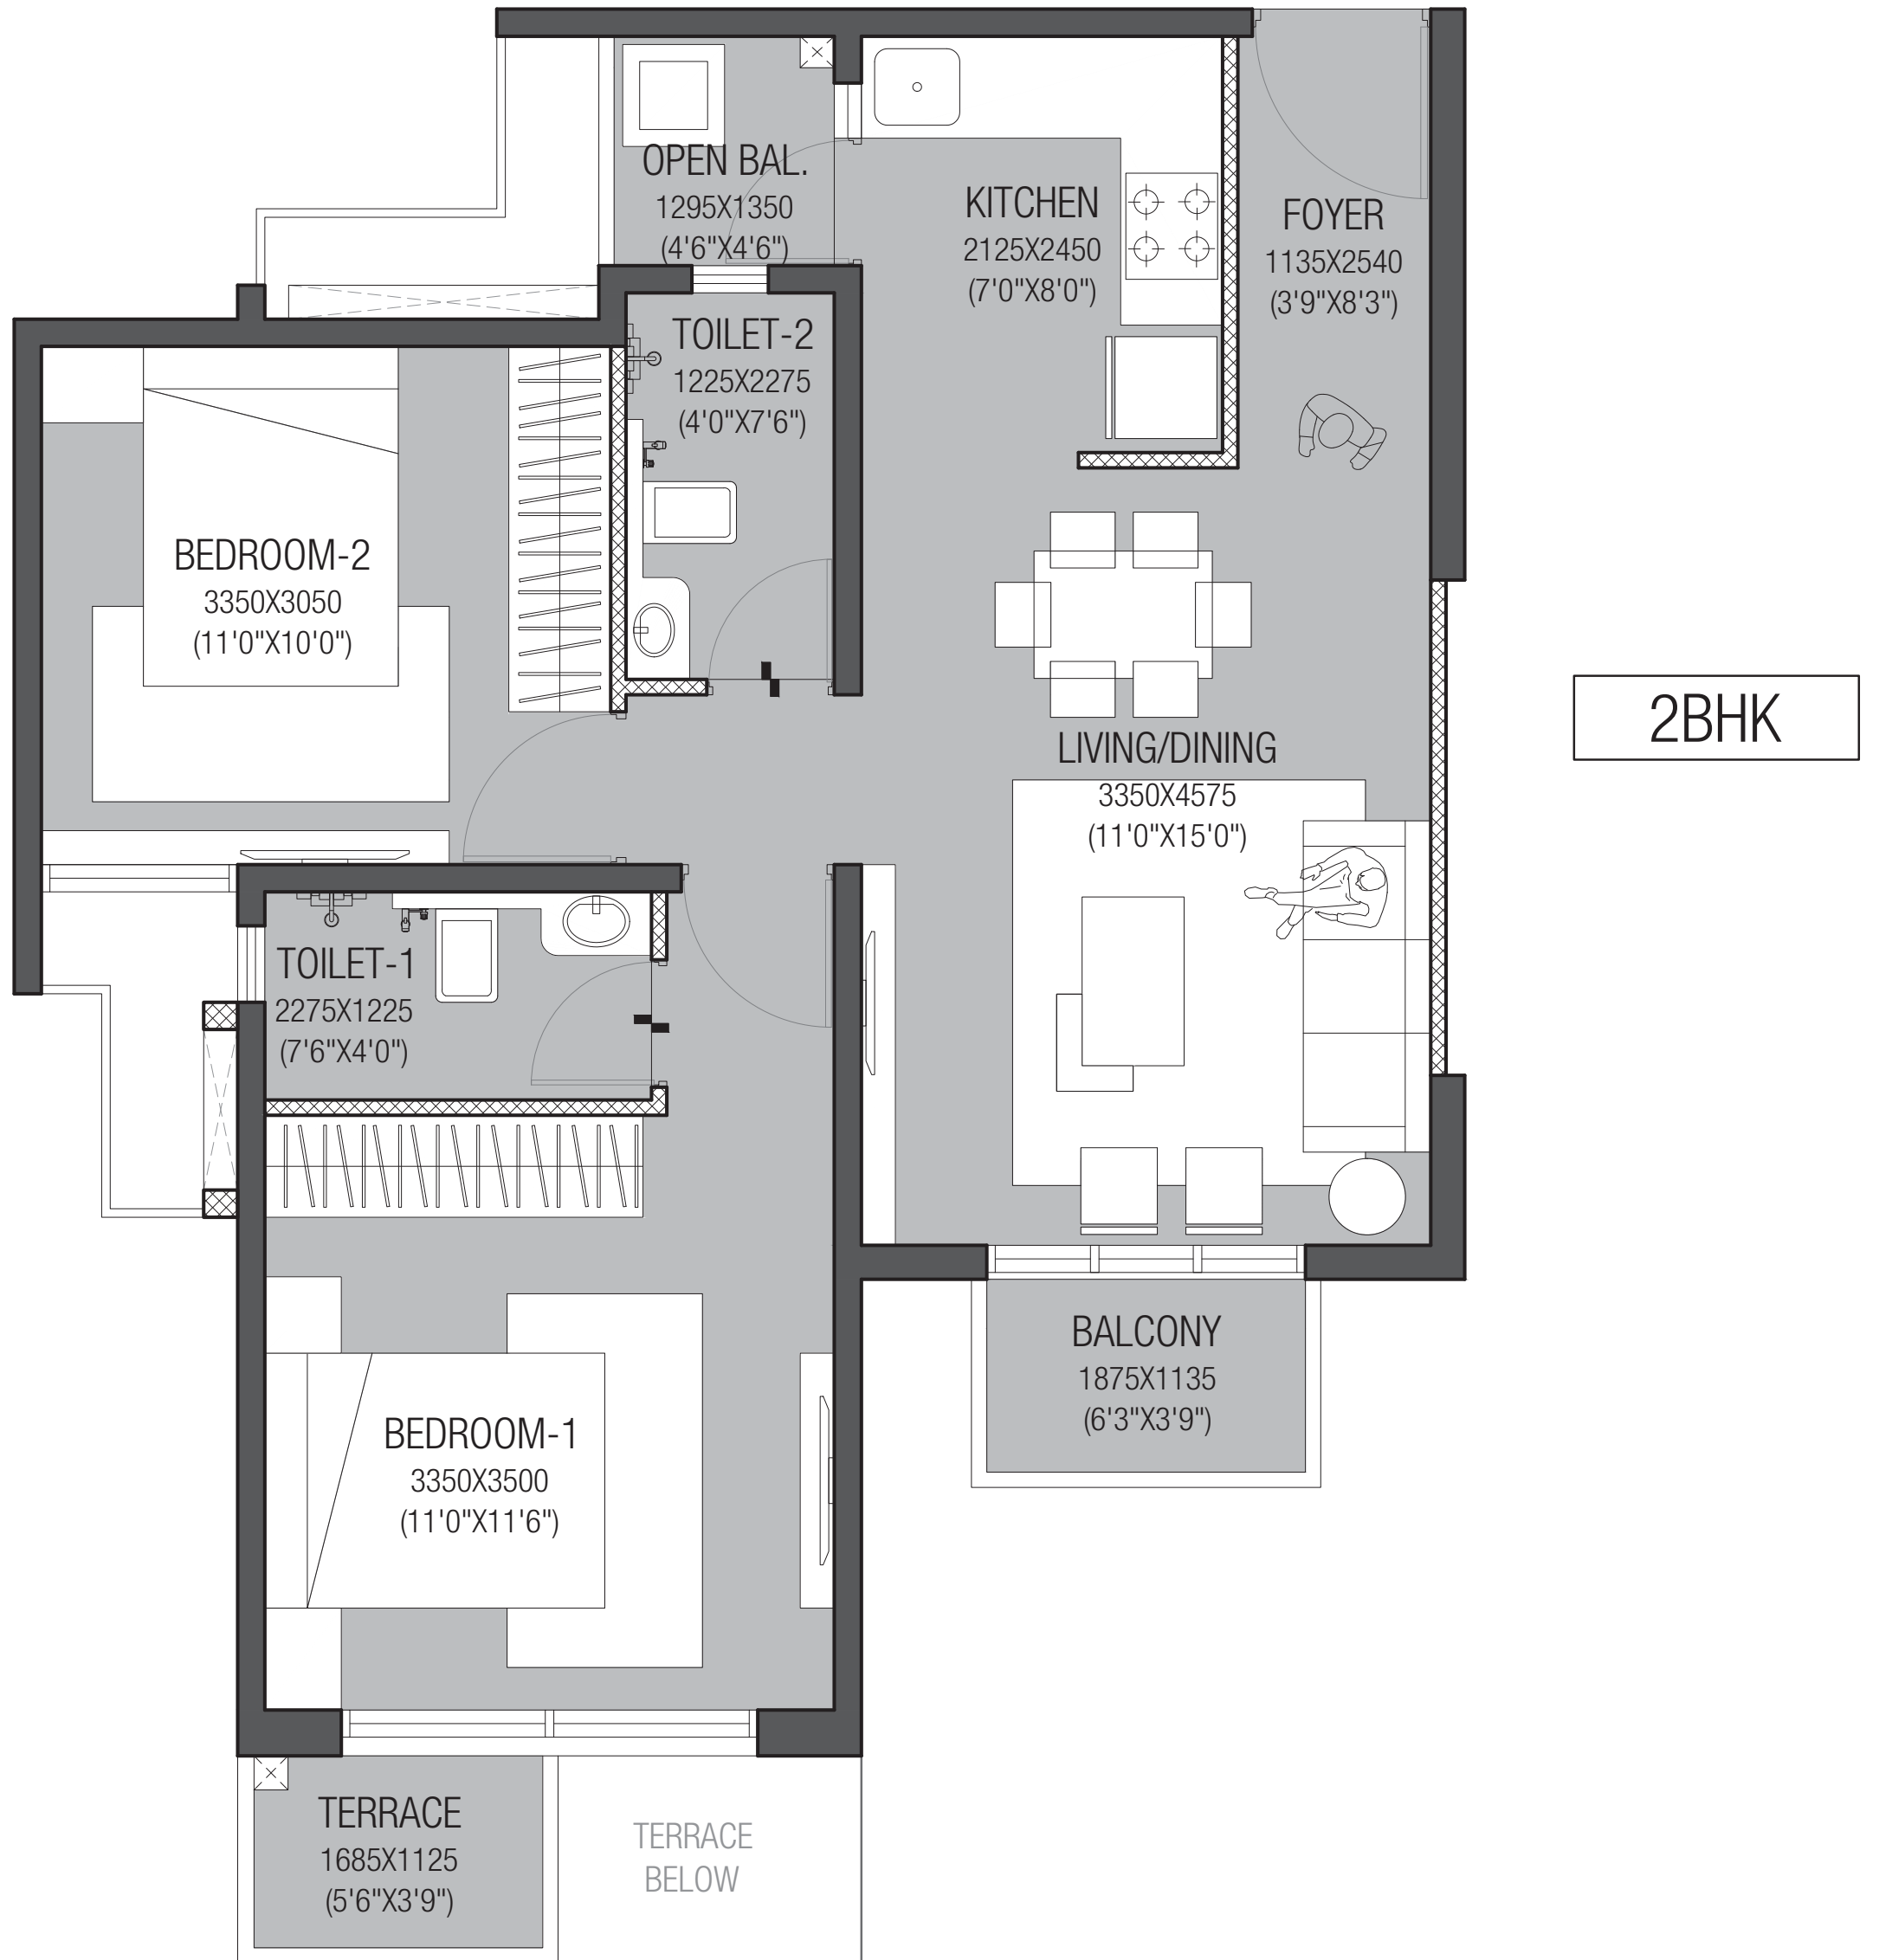 OPEN BAL.
1295X1350
(4'6"X4'6")
KITCHEN
2125X2450
(7'0"X8'0")
FOYER
1135X2540
(3'9"X8'3")
TOILET-2
1225X2275
(4'0"X7'6")
BEDROOM-2
3350X3050
(11'0"X10'0")
2BHK
LIVING/DINING
3350X4575
(11'0"X15'0")
TOILET-1
2275X1225
(7'6"X4'0")
BALCONY
1875X1135
(6'3"X3'9")
BEDROOM-1
3350X3500
(11'0"X11'6")
TERRACE
1685X1125
(5'6"X3'9")
TERRACE
BELOW